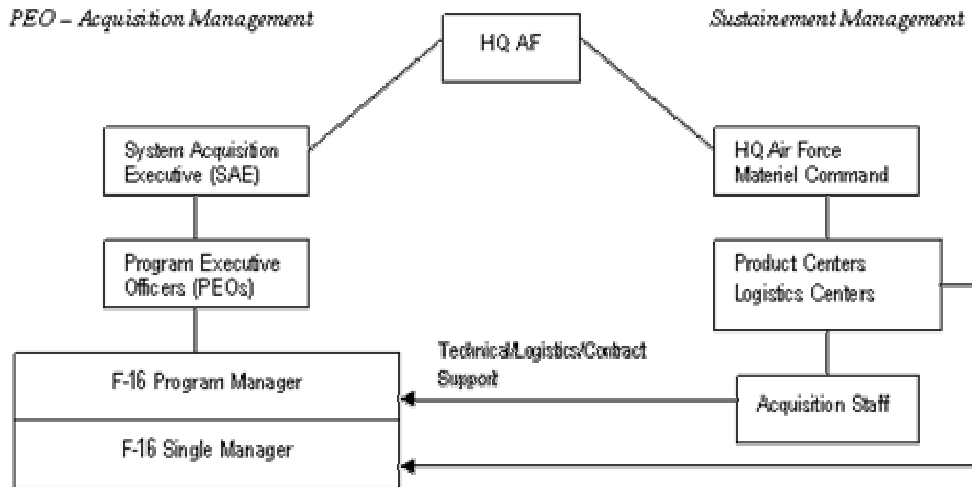 PEO – Acquisition Management
Sustainement Management
HQ AF
System Acquisition
Executive (SAE)
HQ Air Force
Materiel Command
Program Executive
Officers (PEOs)
Product Centers
Logistics Centers
Technical/Logistics/Contract
Support
F-16 Program Manager
Acquisition Staff
F-16 Single Manager